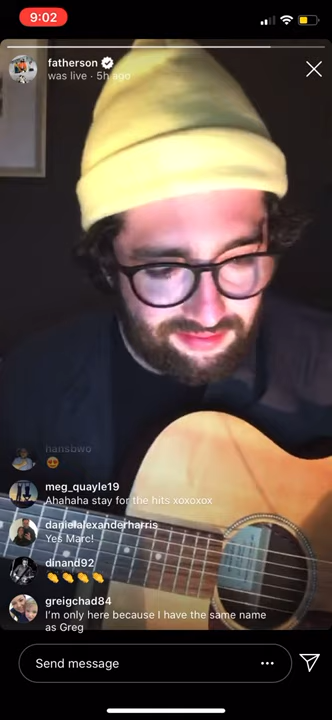 9:02
fatherson
was live · 5h ago
hansbwo
😍
meg_quayle19
Ahahaha stay for the hits xoxoxox
danielalexanderharris
Yes Marc!
dinand92
👏👏👏👏
greigchad84
I'm only here because I have the same name
as Greg
Send message